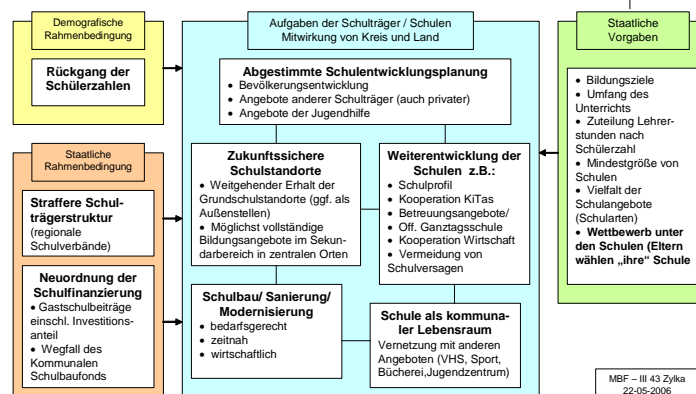 Demografische
Rahmenbedingung
Rückgang der
Schülerzahlen
Staatliche
Rahmenbedingung
Straffere Schul-
trägerstruktur
(regionale
Schulverbände)
Neuordnung der
Schulfinanzierung
• Gastschulbeiträge
einschl. Investitions-
anteil
• Wegfall des
Kommunalen
Schulbaufonds
Aufgaben der Schulträger / Schulen
Mitwirkung von Kreis und Land
Abgestimmte Schulentwicklungsplanung
• Bevölkerungsentwicklung
• Angebote anderer Schulträger (auch privater)
• Angebote der Jugendhilfe
Zukunftssichere
Schulstandorte
• Weitgehender Erhalt der
Grundschulstandorte (ggf. als
Außenstellen)
• Möglichst vollständige
Bildungsangebote im Sekun-
darbereich in zentralen Orten
Weiterentwicklung der
Schulen z.B.:
• Schulprofil
• Kooperation KiTas
• Betreuungsangebote/
• Off. Ganztagsschule
• Kooperation Wirtschaft
• Vermeidung von
Schulversagen
Schulbau/ Sanierung/
Modernisierung
• bedarfsgerecht
• zeitnah
• wirtschaftlich
Schule als kommuna-
ler Lebensraum
Vernetzung mit anderen
Angeboten (VHS, Sport,
Bücherei,Jugendzentrum)
Staatliche
Vorgaben
• Bildungsziele
• Umfang des
Unterrichts
• Zuteilung Lehrer-
stunden nach
Schülerzahl
• Mindestgröße von
Schulen
• Vielfalt der
Schulangebote
(Schularten)
• Wettbewerb unter
den Schulen (Eltern
wählen „ihre“ Schule
MBF – III 43 Zylka
22-05-2006